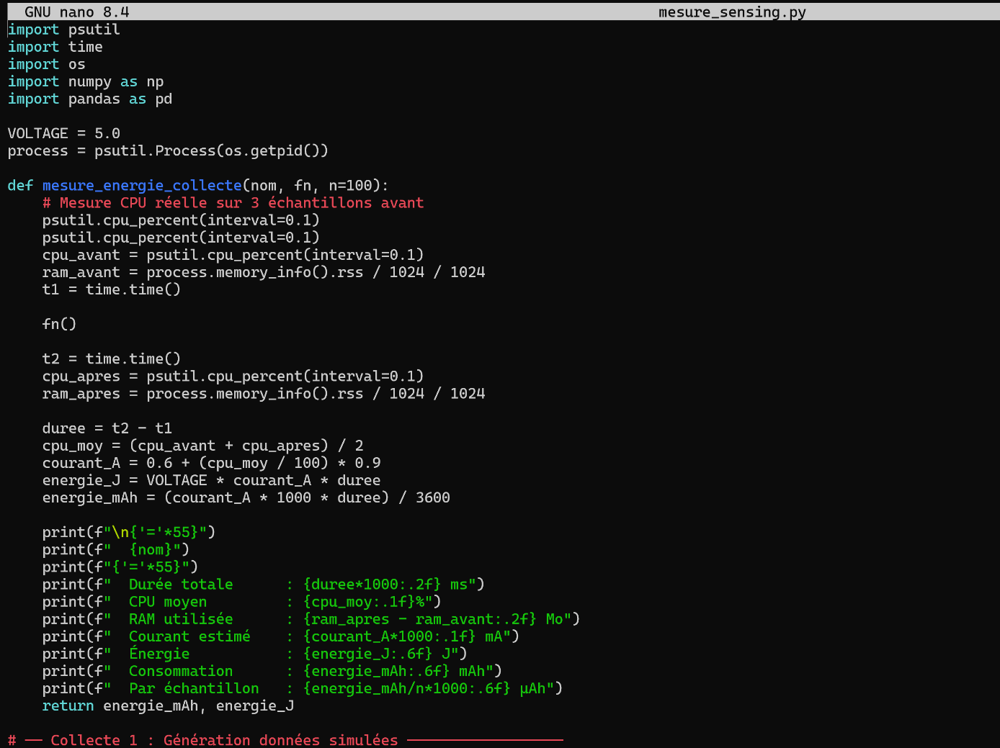 GNU nano 8.4 mesure_sensing.py
import psutil
import time
import os
import numpy as np
import pandas as pd

VOLTAGE = 5.0
process = psutil.Process(os.getpid())

def mesure_energie_collecte(nom, fn, n=100):
    # Mesure CPU réelle sur 3 échantillons avant
    psutil.cpu_percent(interval=0.1)
    psutil.cpu_percent(interval=0.1)
    cpu_avant = psutil.cpu_percent(interval=0.1)
    ram_avant = process.memory_info().rss / 1024 / 1024
    t1 = time.time()

    fn()

    t2 = time.time()
    cpu_apres = psutil.cpu_percent(interval=0.1)
    ram_apres = process.memory_info().rss / 1024 / 1024

    duree = t2 - t1
    cpu_moy = (cpu_avant + cpu_apres) / 2
    courant_A = 0.6 + (cpu_moy / 100) * 0.9
    energie_J = VOLTAGE * courant_A * duree
    energie_mAh = (courant_A * 1000 * duree) / 3600

    print(f"\n{'='*55}")
    print(f"  {nom}")
    print(f"{'='*55}")
    print(f"  Durée totale      : {duree*1000:.2f} ms")
    print(f"  CPU moyen         : {cpu_moy:.1f}%")
    print(f"  RAM utilisée      : {ram_apres - ram_avant:.2f} Mo")
    print(f"  Courant estimé    : {courant_A*1000:.1f} mA")
    print(f"  Énergie           : {energie_J:.6f} J")
    print(f"  Consommation      : {energie_mAh:.6f} mAh")
    print(f"  Par échantillon   : {energie_mAh/n*1000:.6f} µAh")
    return energie_mAh, energie_J

# ── Collecte 1 : Génération données simulées ──────────────────